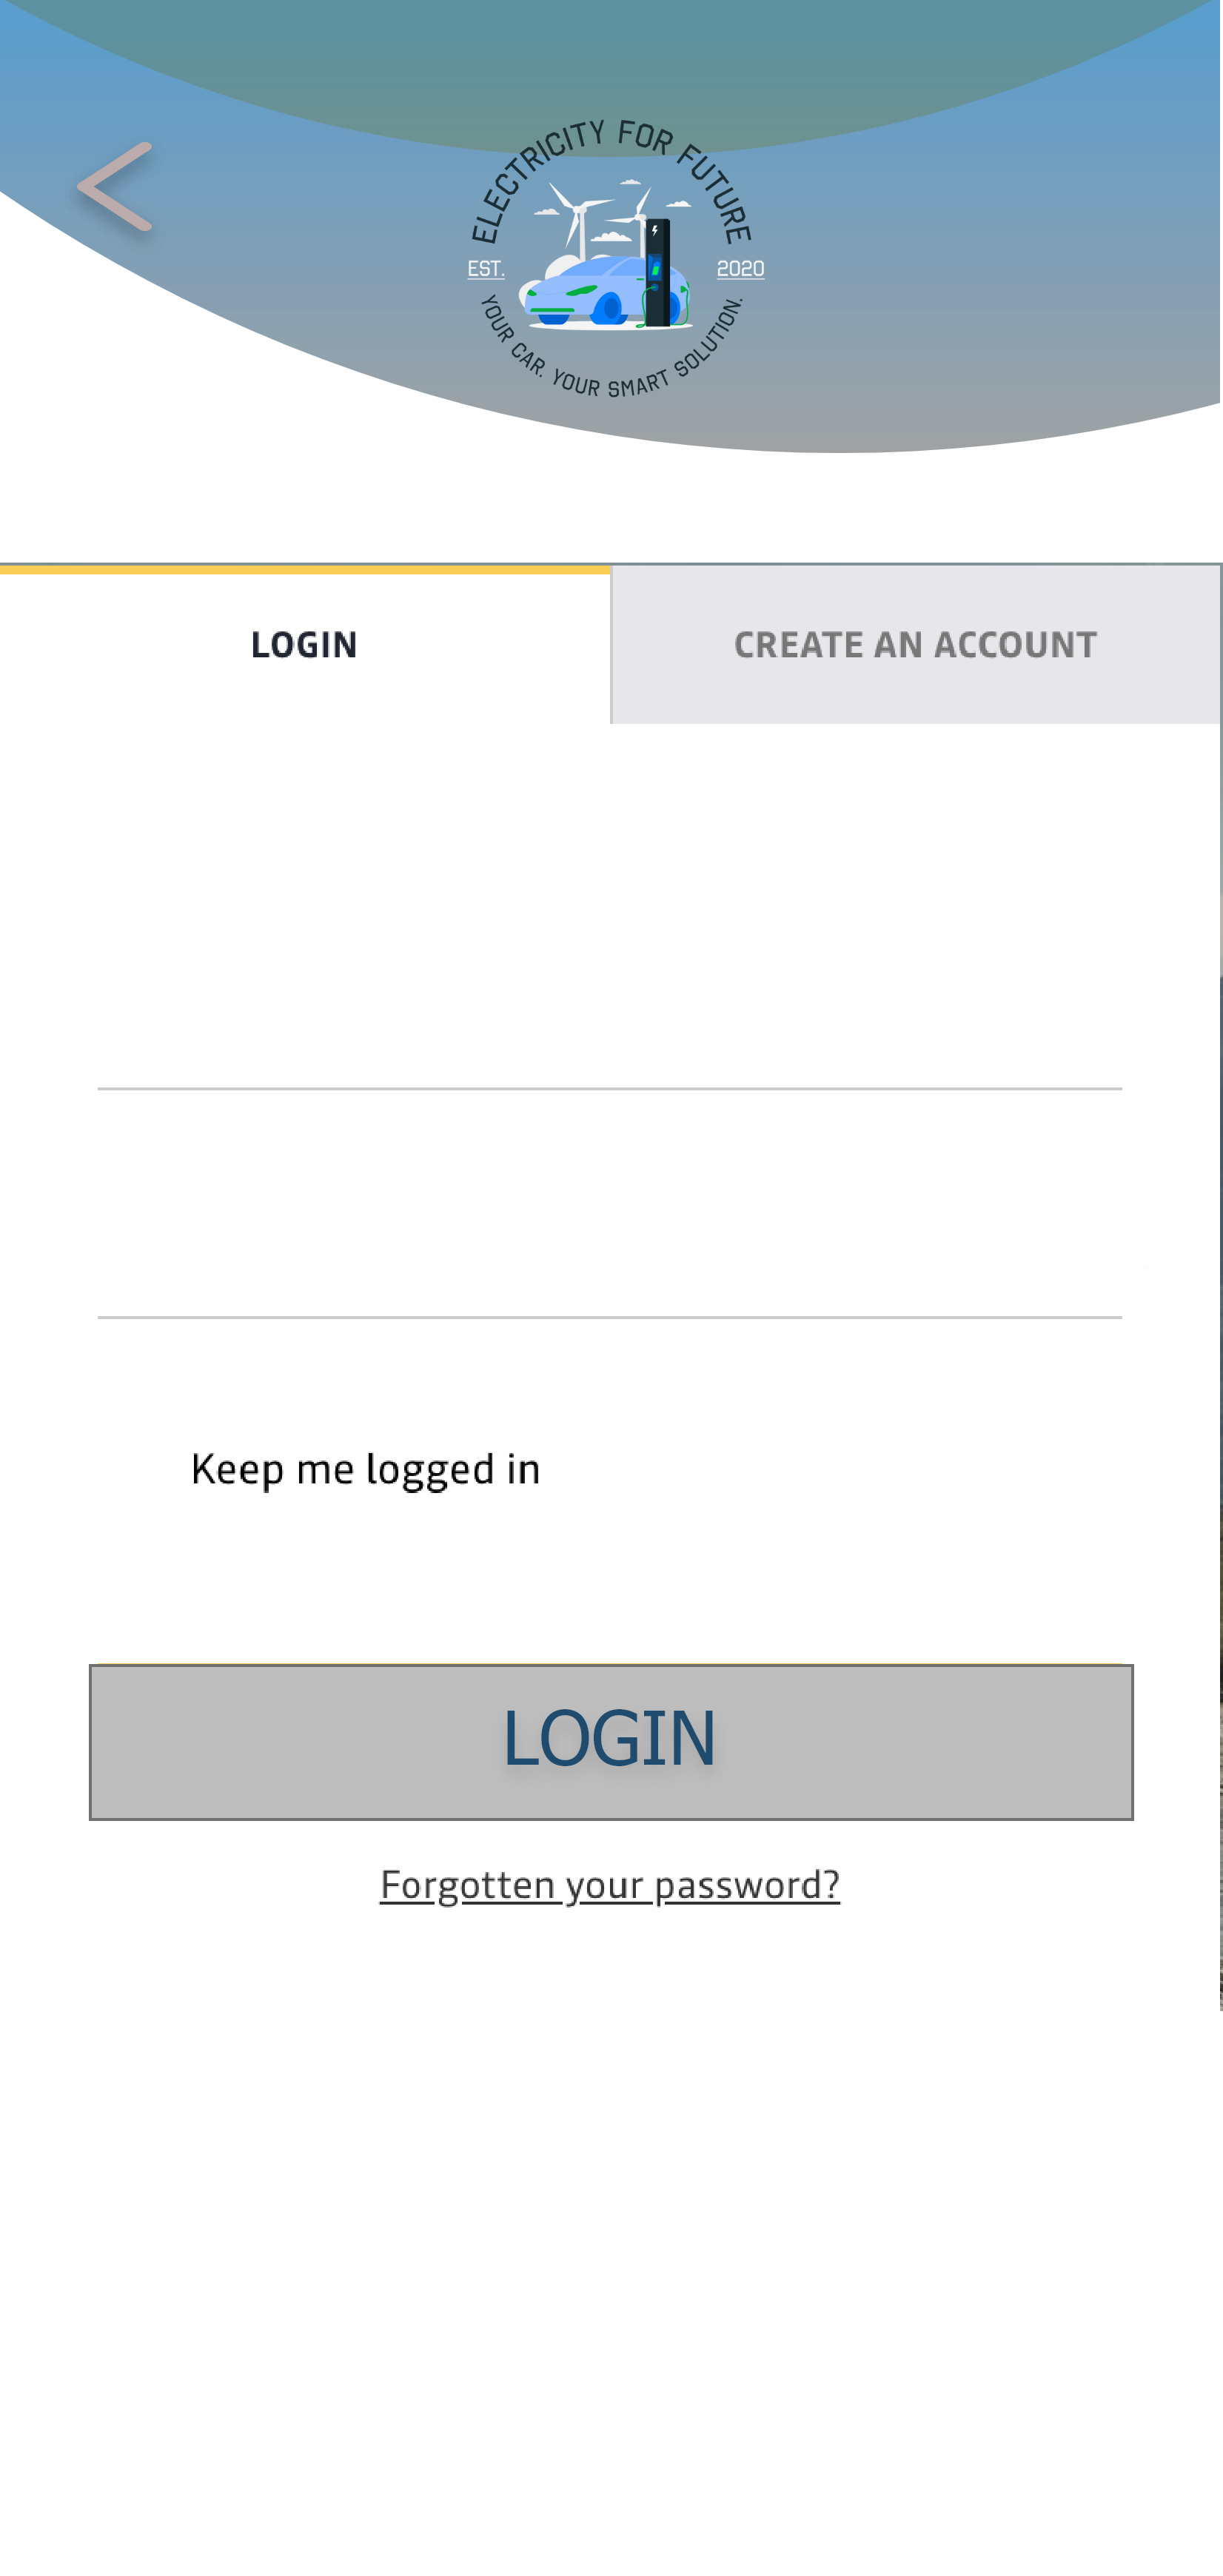 ELECTRICITY FOR FUTURE
EST. 2020
YOUR CAR. YOUR SMART SOLUTION.
LOGIN CREATE AN ACCOUNT
Keep me logged in
LOGIN
Forgotten your password?